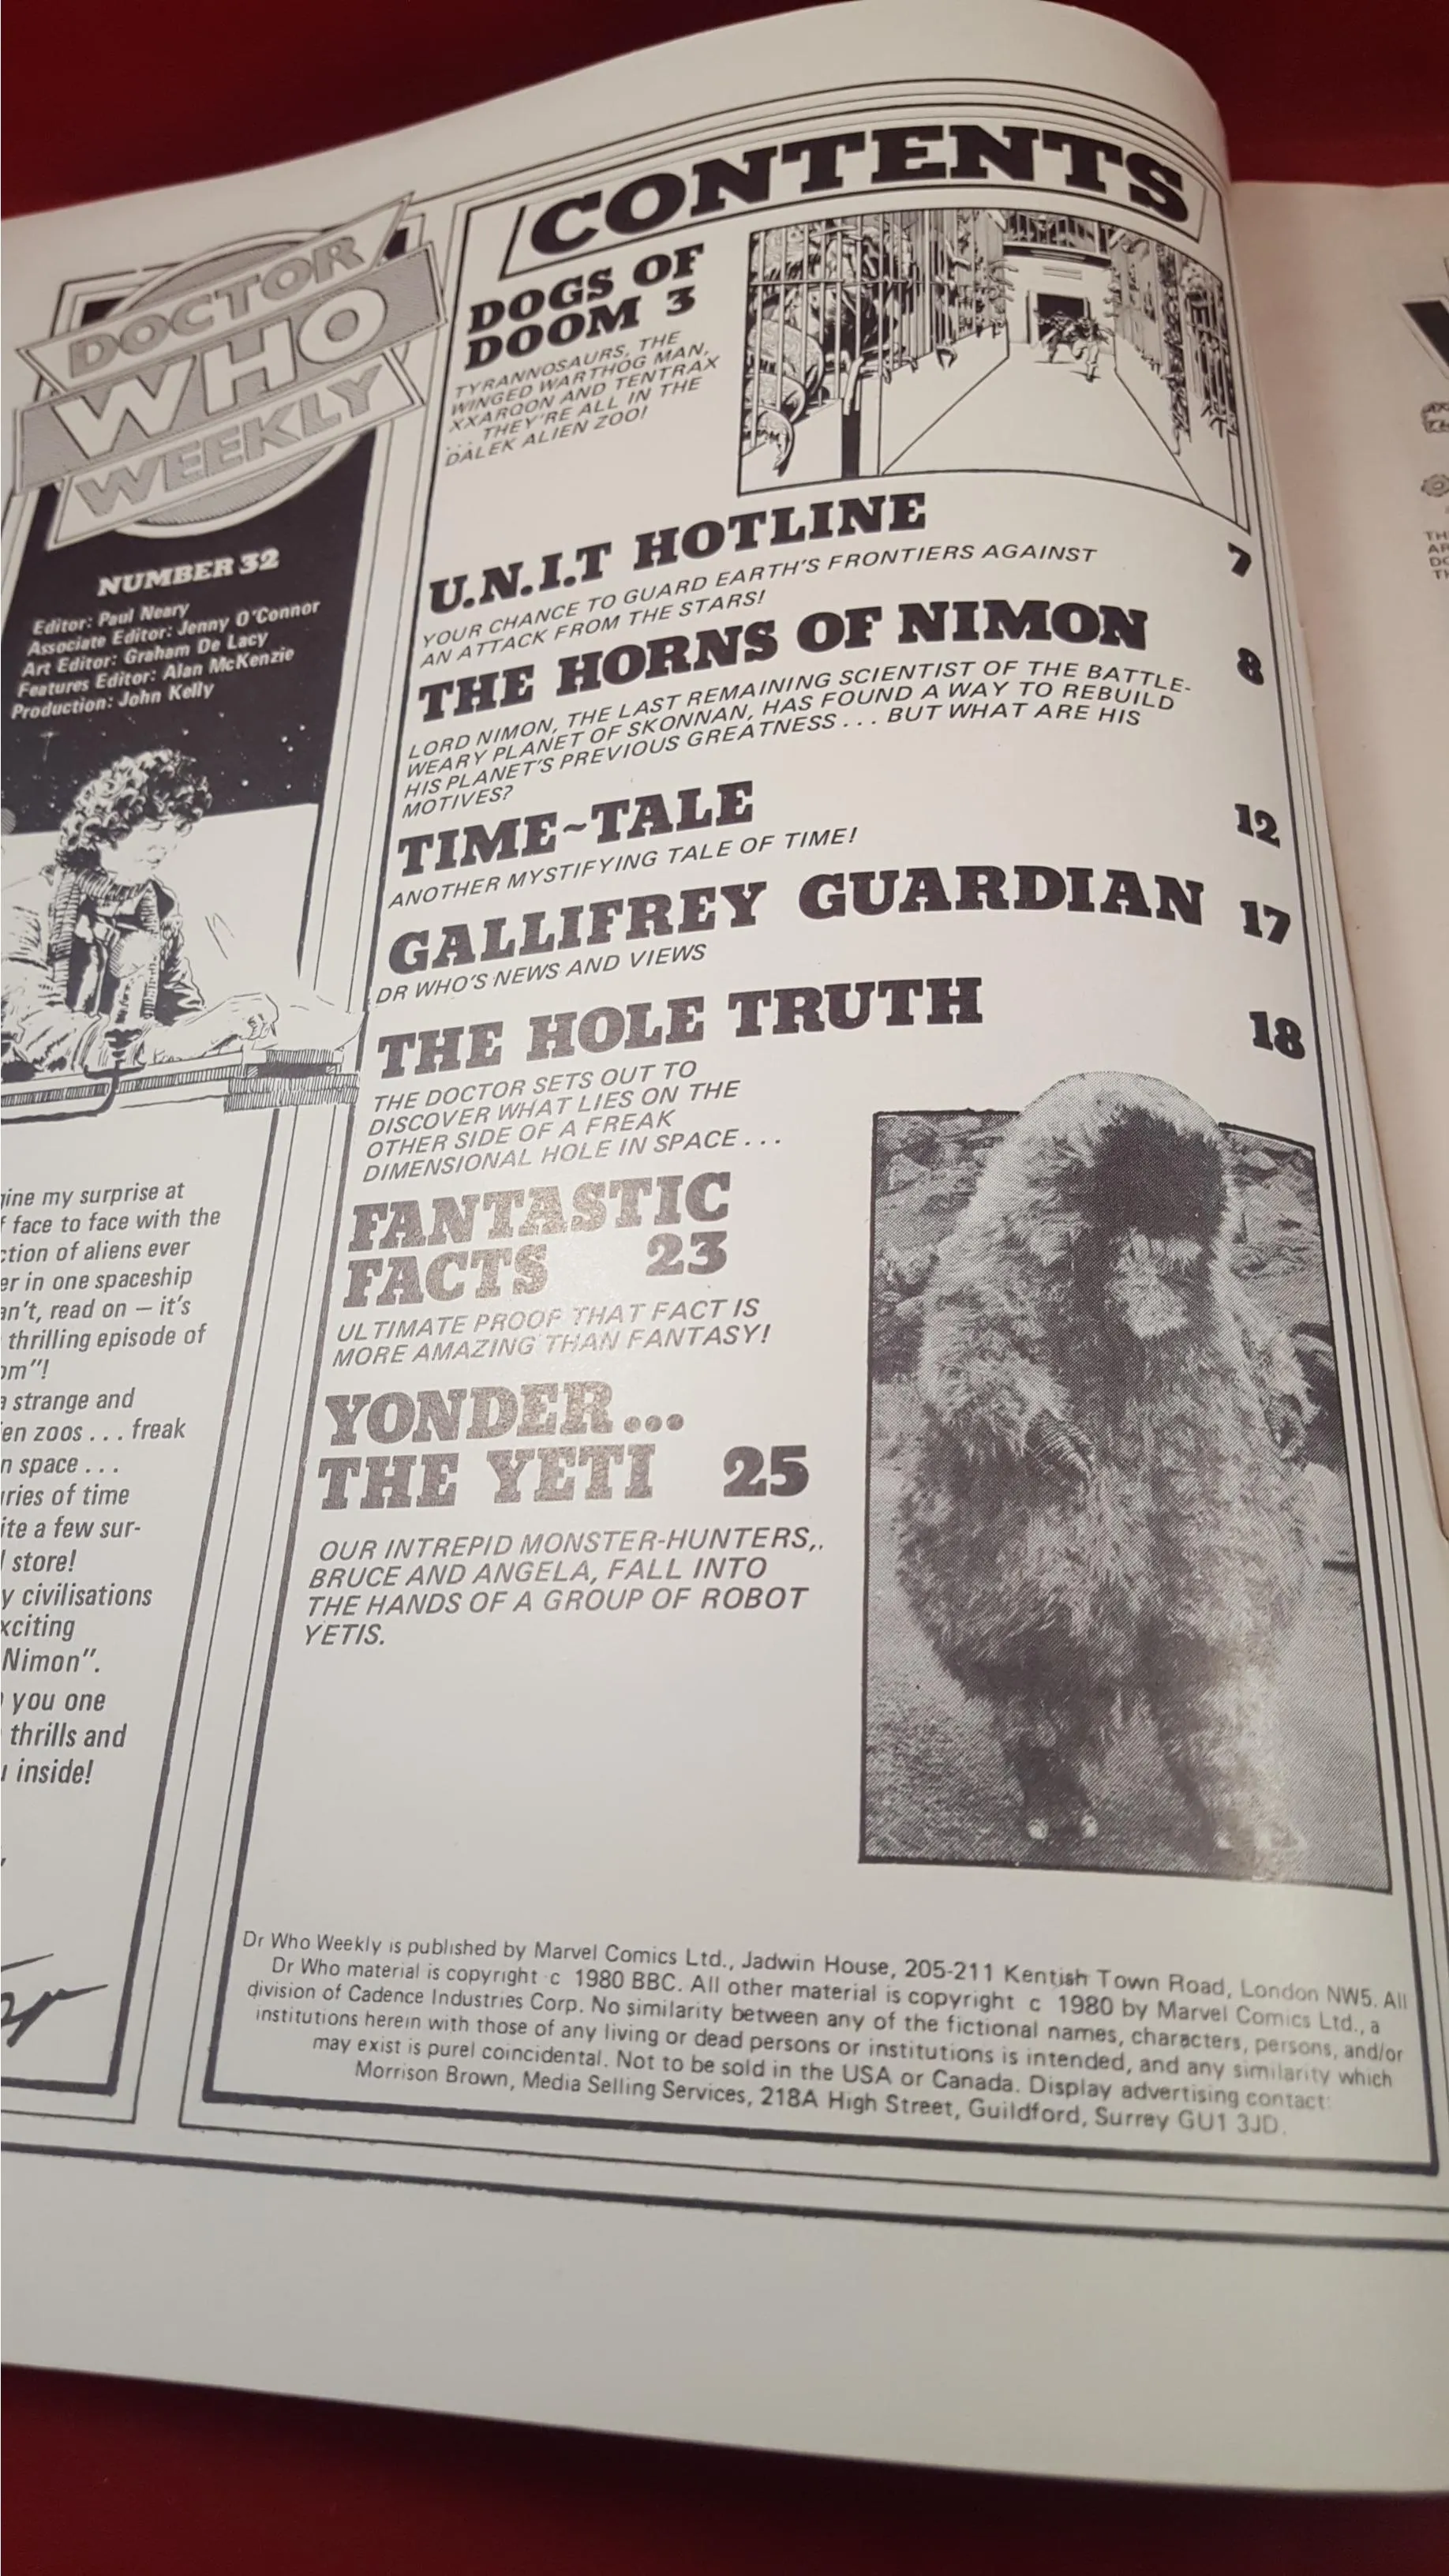 DOCTOR
WHO
WEEKLY
NUMBER 32
Editor: Paul Neary
Associate Editor: Jenny O'Connor
Art Editor: Graham De Lacy
Features Editor: Alan McKenzie
Production: John Kelly
my surprise at
face to face with the
of aliens ever
in one spaceship
read on — it's
thrilling episode of
strange and
zoos . . . freak
space . . .
of time
a few sur-
store!
civilisations
Nimon".
you one
thrills and
inside!
CONTENTS
DOGS OF
DOOM 3
TYRANNOSAURS, THE
WINGED WARTHOG MAN,
XXARQON AND TENTRAX
. . . THEY'RE ALL IN THE
DALEK ALIEN ZOO!
U.N.I.T HOTLINE 7
YOUR CHANCE TO GUARD EARTH'S FRONTIERS AGAINST
AN ATTACK FROM THE STARS!
THE HORNS OF NIMON 8
LORD NIMON, THE LAST REMAINING SCIENTIST OF THE BATTLE-
WEARY PLANET OF SKONNAN, HAS FOUND A WAY TO REBUILD
HIS PLANET'S PREVIOUS GREATNESS . . . BUT WHAT ARE HIS
MOTIVES?
TIME~TALE 12
ANOTHER MYSTIFYING TALE OF TIME!
GALLIFREY GUARDIAN 17
DR WHO'S NEWS AND VIEWS
THE HOLE TRUTH 18
THE DOCTOR SETS OUT TO
DISCOVER WHAT LIES ON THE
OTHER SIDE OF A FREAK
DIMENSIONAL HOLE IN SPACE . . .
FANTASTIC
FACTS 23
ULTIMATE PROOF THAT FACT IS
MORE AMAZING THAN FANTASY!
YONDER...
THE YETI 25
OUR INTREPID MONSTER-HUNTERS,.
BRUCE AND ANGELA, FALL INTO
THE HANDS OF A GROUP OF ROBOT
YETIS.
Dr Who Weekly is published by Marvel Comics Ltd., Jadwin House, 205-211 Kentish Town Road, London NW5. All
Dr Who material is copyright c 1980 BBC. All other material is copyright c 1980 by Marvel Comics Ltd., a
division of Cadence Industries Corp. No similarity between any of the fictional names, characters, persons, and/or
institutions herein with those of any living or dead persons or institutions is intended, and any similarity which
may exist is purel coincidental. Not to be sold in the USA or Canada. Display advertising contact:
Morrison Brown, Media Selling Services, 218A High Street, Guildford, Surrey GU1 3JD.